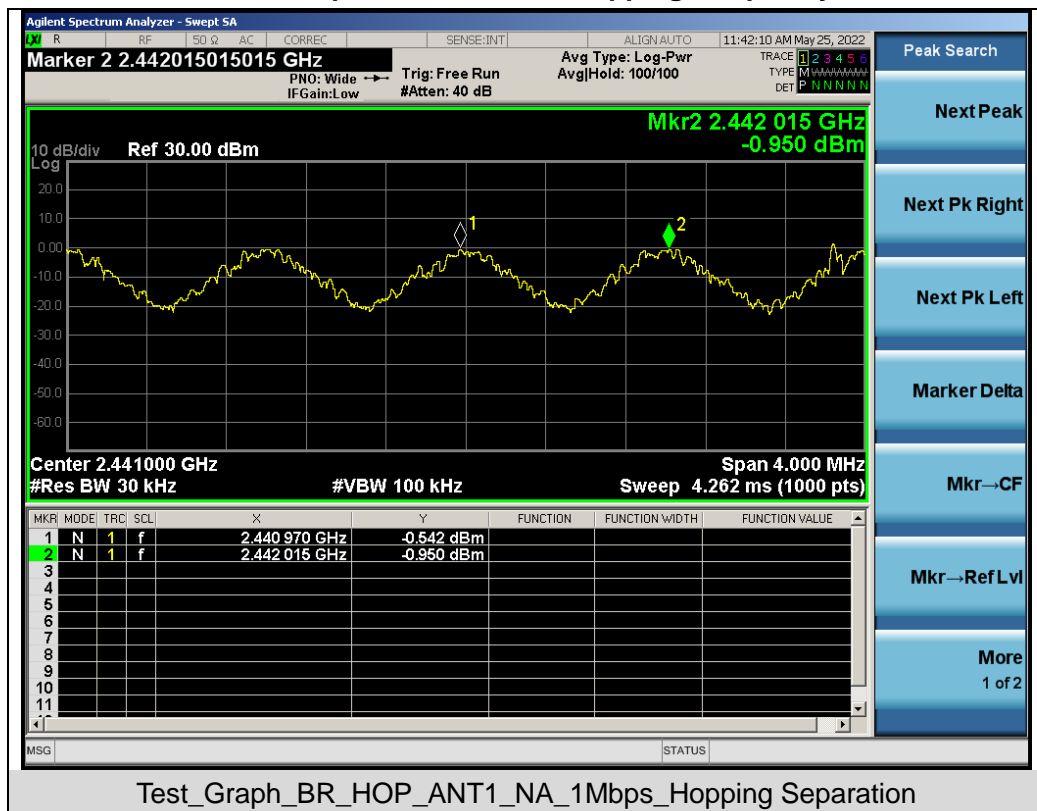 Agilent Spectrum Analyzer - Swept SA
LXI R RF 50 Ω AC CORREC SENSE:INT ALIGN AUTO 11:42:10 AM May 25, 2022
Marker 2 2.442015015015 GHz
PNO: Wide
IFGain:Low
Trig: Free Run
#Atten: 40 dB
Avg Type: Log-Pwr
Avg|Hold: 100/100
TRACE 1 2 3 4 5 6
TYPE M
DET P N N N N N
Mkr2 2.442 015 GHz
-0.950 dBm
10 dB/div Ref 30.00 dBm
Log
20.0
10.0
0.00
-10.0
-20.0
-30.0
-40.0
-50.0
-60.0
1
2
Center 2.441000 GHz Span 4.000 MHz
#Res BW 30 kHz #VBW 100 kHz Sweep 4.262 ms (1000 pts)
MKR MODE TRC SCL X Y FUNCTION FUNCTION WIDTH FUNCTION VALUE
1 N 1 f 2.440 970 GHz -0.542 dBm
2 N 1 f 2.442 015 GHz -0.950 dBm
3
4
5
6
7
8
9
10
11
MSG STATUS
Peak Search
Next Peak
Next Pk Right
Next Pk Left
Marker Delta
Mkr→CF
Mkr→Ref Lvl
More
1 of 2
Test_Graph_BR_HOP_ANT1_NA_1Mbps_Hopping Separation